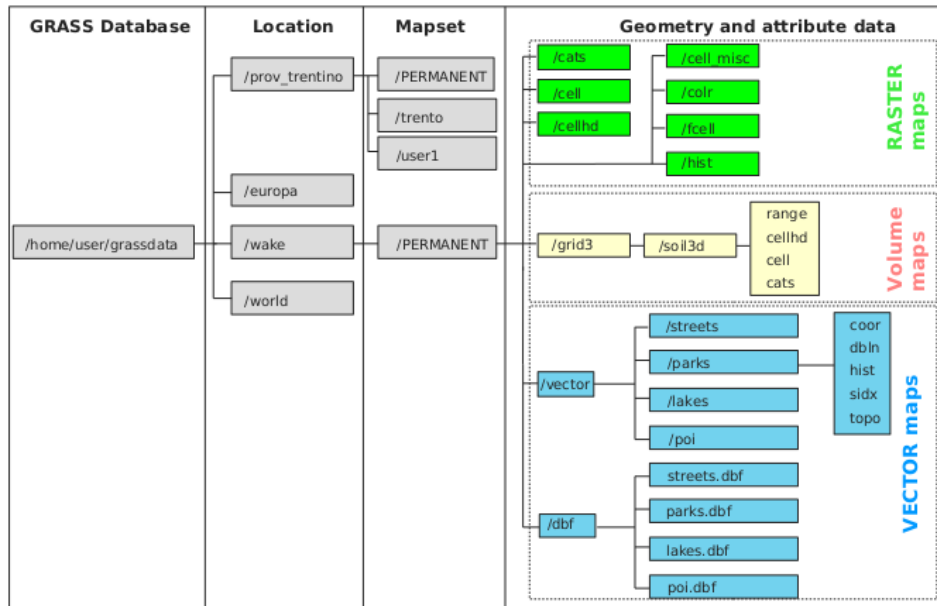 GRASS Database
Location
Mapset
Geometry and attribute data
/home/user/grassdata
/prov_trentino
/europa
/wake
/world
/PERMANENT
/trento
/user1
/PERMANENT
/cats
/cell
/cellhd
/cell_misc
/colr
/fcell
/hist
RASTER
maps
/grid3
/soil3d
range
cellhd
cell
cats
Volume
maps
/vector
/streets
/parks
/lakes
/poi
coor
dbln
hist
sidx
topo
/dbf
streets.dbf
parks.dbf
lakes.dbf
poi.dbf
VECTOR maps